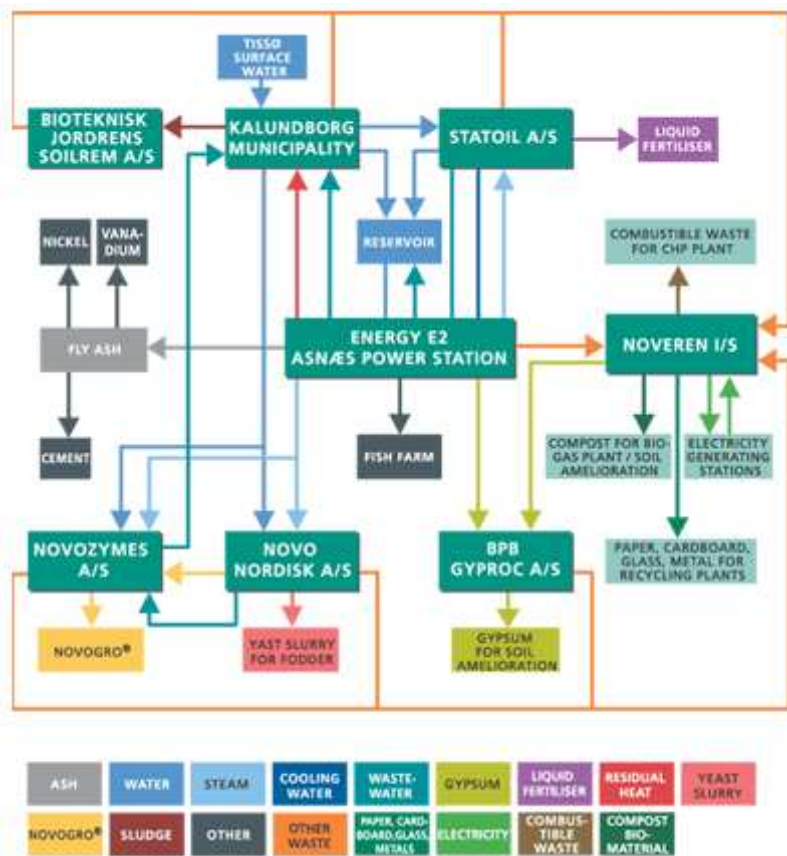 TISSØ
SURFACE
WATER
BIOTEKNISK
JORDRENS
SOILREM A/S
KALUNDBORG
MUNICIPALITY
STATOIL A/S
LIQUID
FERTILISER
NICKEL
VANA-
DIUM
RESERVOIR
COMBUSTIBLE WASTE
FOR CHP PLANT
FLY ASH
ENERGY E2
ASNÆS POWER STATION
NOVEREN I/S
CEMENT
FISH FARM
COMPOST FOR BIO-
GAS PLANT / SOIL
AMELIORATION
ELECTRICITY
GENERATING
STATIONS
NOVOZYMES
A/S
NOVO
NORDISK A/S
BPB
GYPROC A/S
PAPER, CARDBOARD,
GLASS, METAL FOR
RECYCLING PLANTS
NOVOGRO®
YAST SLURRY
FOR FODDER
GYPSUM
FOR SOIL
AMELIORATION
ASH
WATER
STEAM
COOLING
WATER
WASTE-
WATER
GYPSUM
LIQUID
FERTILISER
RESIDUAL
HEAT
YEAST
SLURRY
NOVOGRO®
SLUDGE
OTHER
OTHER
WASTE
PAPER, CARD-
BOARD,GLASS,
METALS
ELECTRICITY
COMBUS-
TIBLE
WASTE
COMPOST
BIO-
MATERIAL